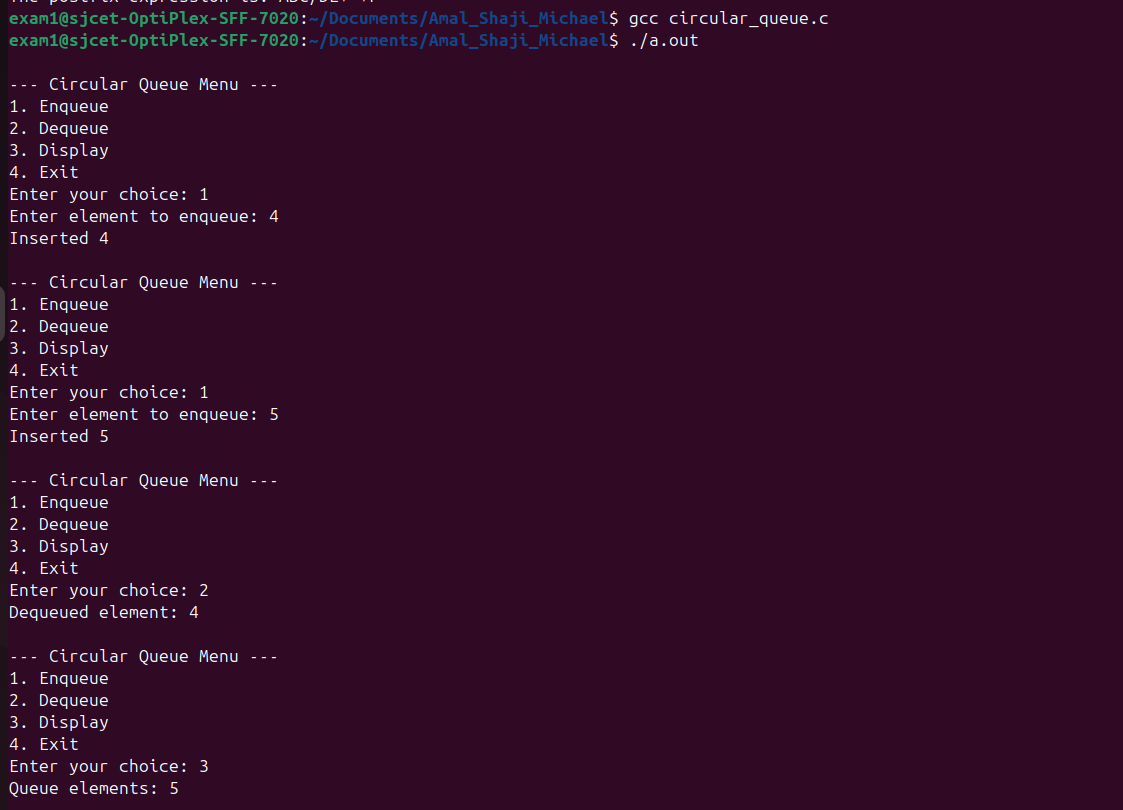 exam1@sjcet-OptiPlex-SFF-7020:~/Documents/Amal_Shaji_Michael$ gcc circular_queue.c
exam1@sjcet-OptiPlex-SFF-7020:~/Documents/Amal_Shaji_Michael$ ./a.out

--- Circular Queue Menu ---
1. Enqueue
2. Dequeue
3. Display
4. Exit
Enter your choice: 1
Enter element to enqueue: 4
Inserted 4

--- Circular Queue Menu ---
1. Enqueue
2. Dequeue
3. Display
4. Exit
Enter your choice: 1
Enter element to enqueue: 5
Inserted 5

--- Circular Queue Menu ---
1. Enqueue
2. Dequeue
3. Display
4. Exit
Enter your choice: 2
Dequeued element: 4

--- Circular Queue Menu ---
1. Enqueue
2. Dequeue
3. Display
4. Exit
Enter your choice: 3
Queue elements: 5